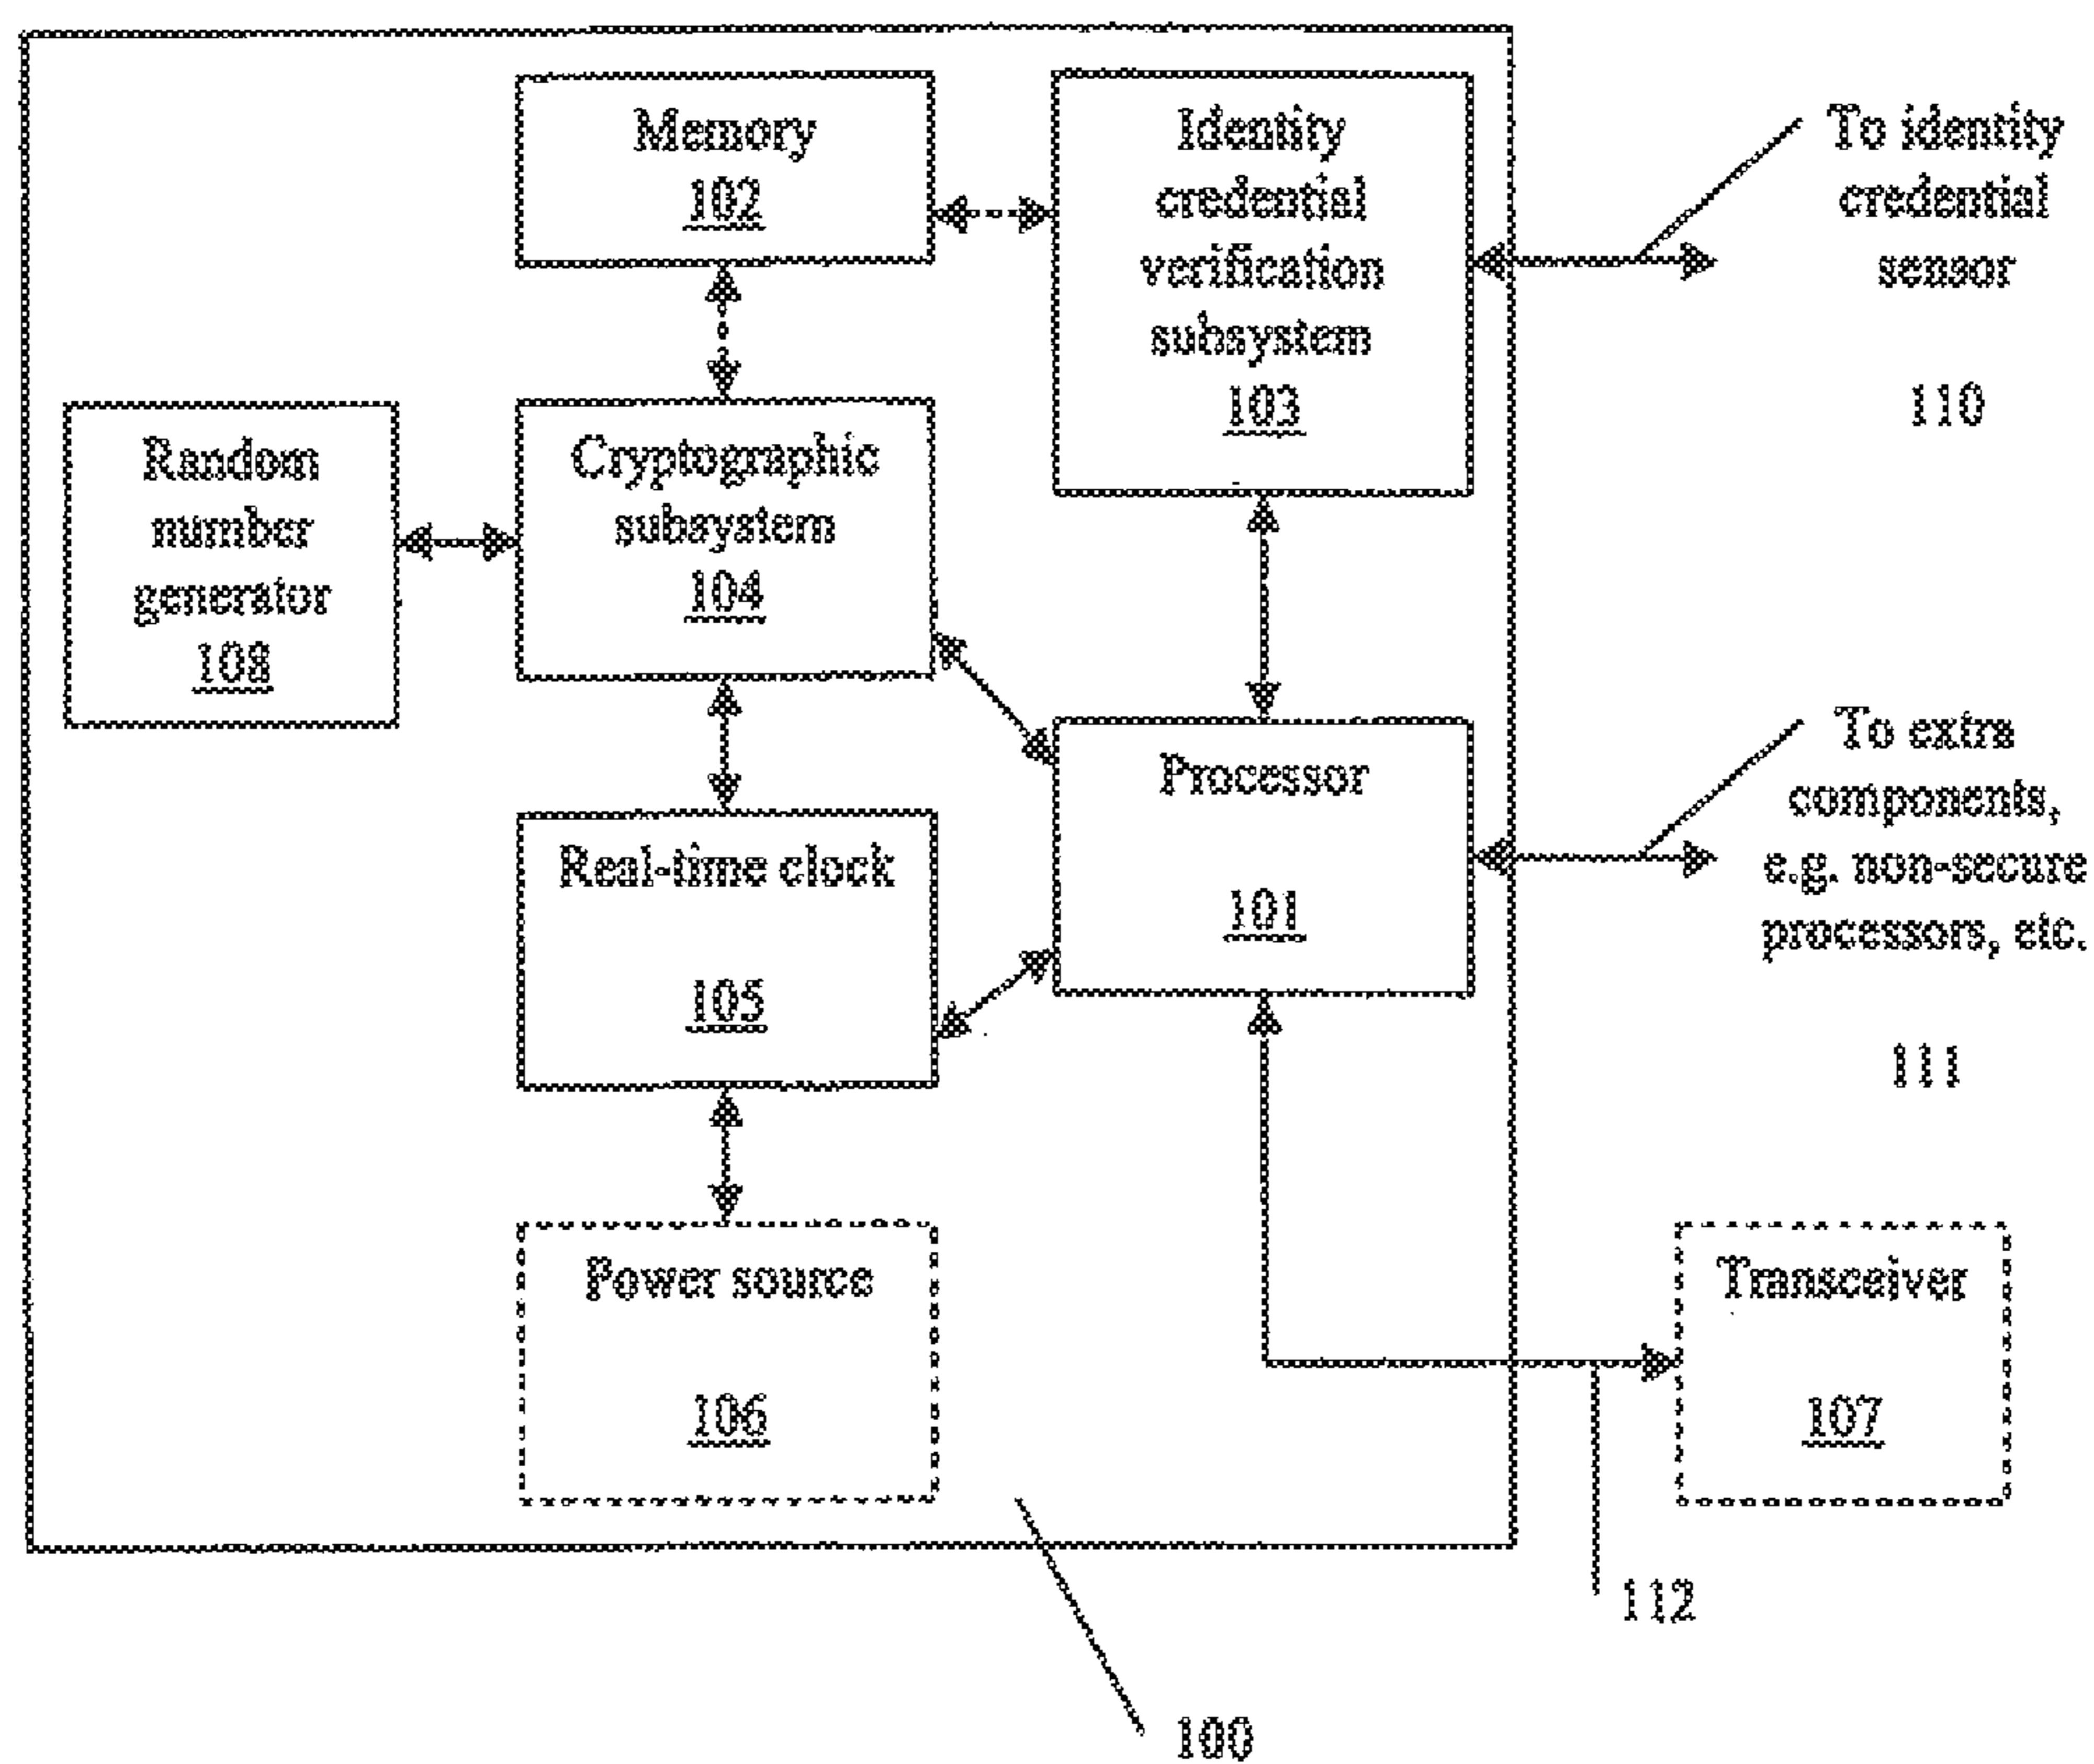 Memory
102
Identity
credential
verification
subsystem
103
To identity
credential
sensor
110
Random
number
generator
108
Cryptographic
subsystem
104
Processor
101
To extra
components,
e.g. non-secure
processors, etc.
111
Real-time clock
105
Power source
106
Transceiver
107
112
100